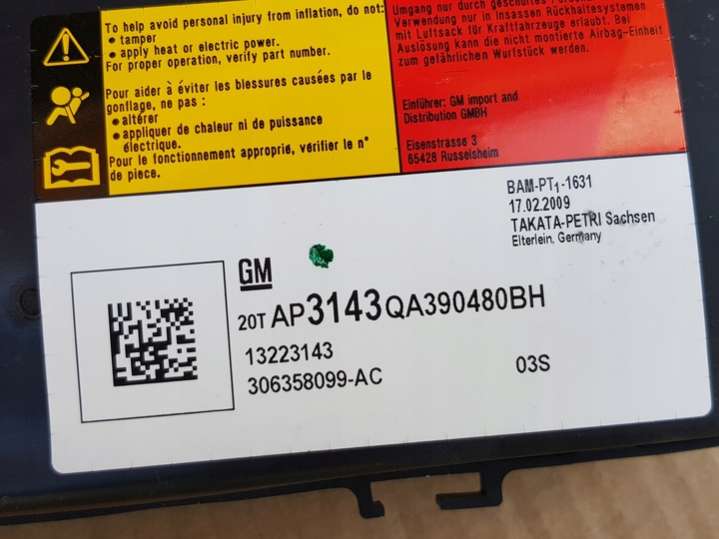 To help avoid personal injury from inflation, do not:
• tamper
• apply heat or electric power.
For proper operation, verify part number.
Pour aider à éviter les blessures causées par le
gonflage, ne pas :
• altérer
• appliquer de chaleur ni de puissance
électrique.
Pour le fonctionnement approprié, vérifier le n°
de piece.
Umgang nur durch geschultes
Verwendung nur in Insassen Rückhaltesystemen
mit Luftsack für Kraftfahrzeuge erlaubt. Bei
Auslösung kann die nicht montierte Airbag-Einheit
zum gefährlichen Wurfstück werden.
Einführer: GM import and
Distribution GMBH
Eisenstrasse 3
65428 Russelsheim
BAM-PT₁-1631
17.02.2009
TAKATA-PETRI Sachsen
Elterlein, Germany
GM
20T AP3143QA390480BH
13223143
306358099-AC
03S